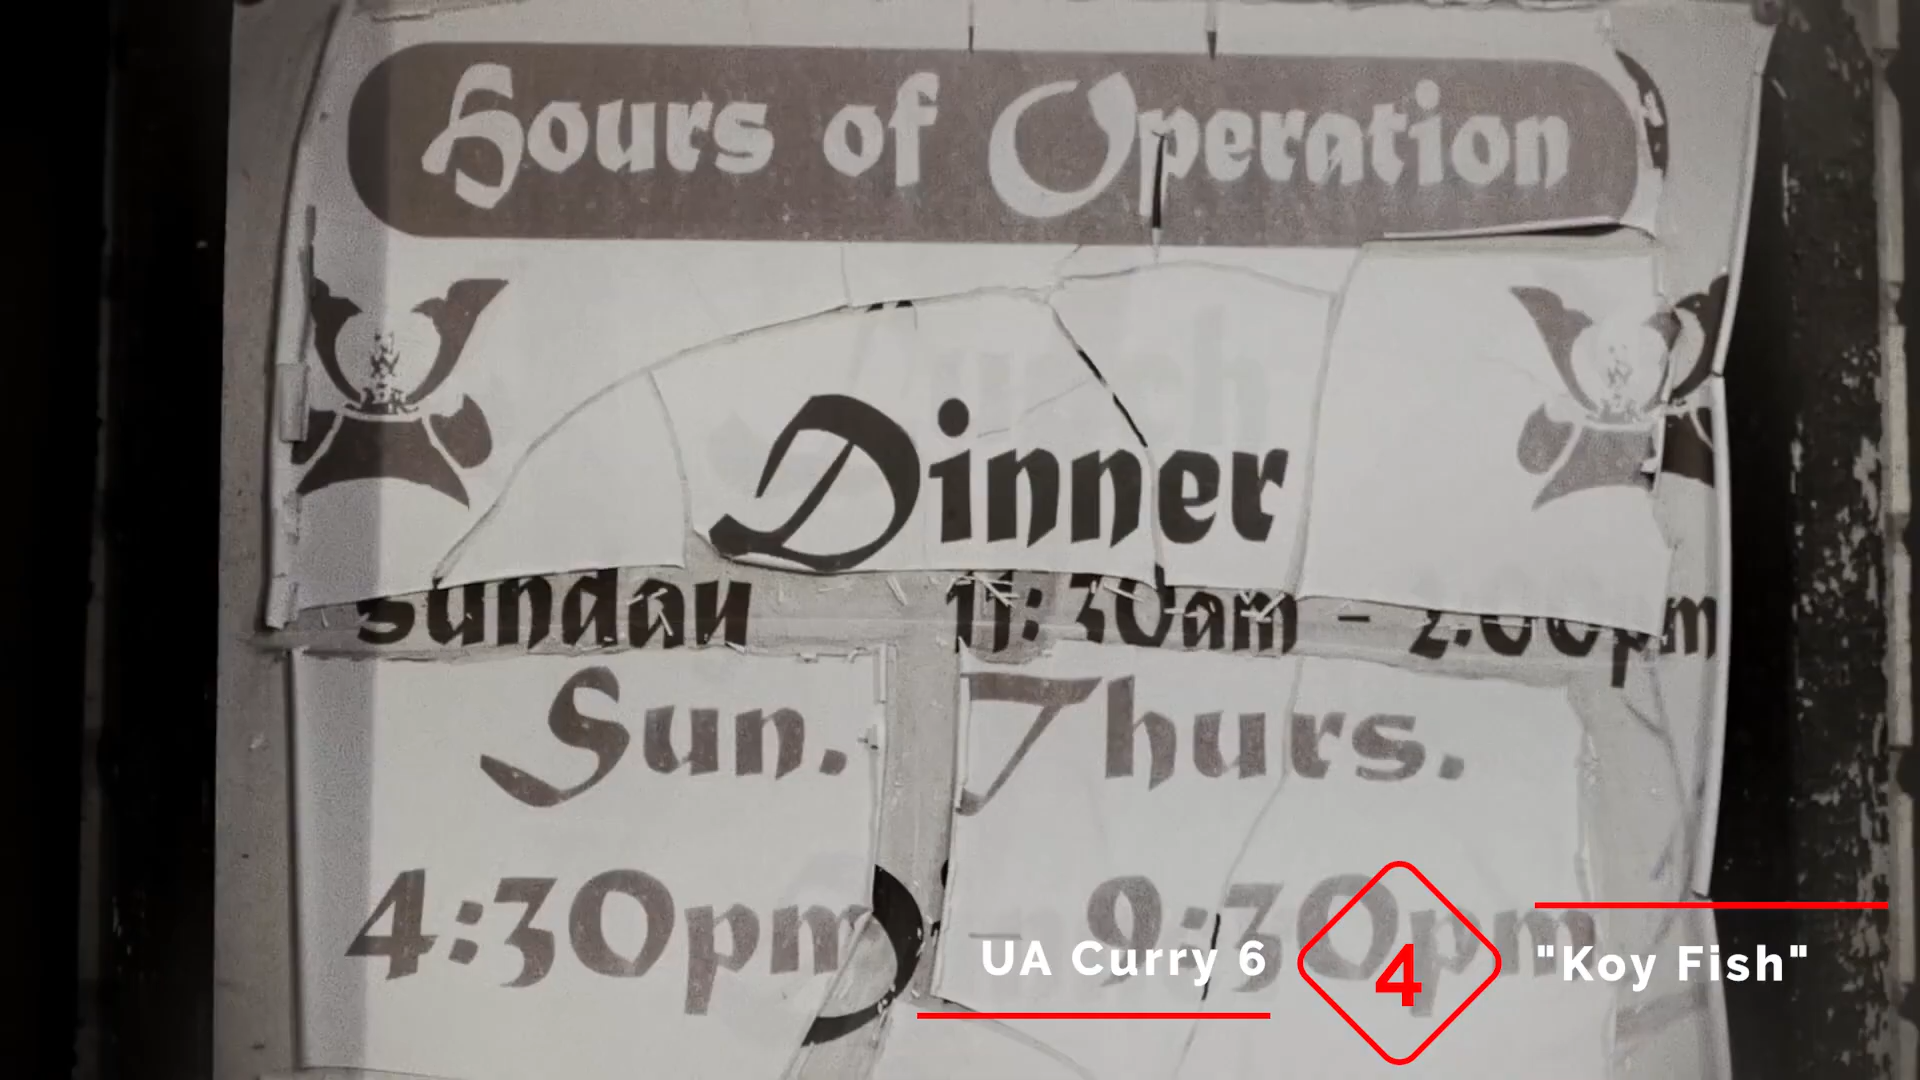 Hours of Operation
Dinner
Sunday 11:30am - 2:00pm
Sun. Thurs.
4:30pm - 9:30pm
UA Curry 6
4
"Koy Fish"